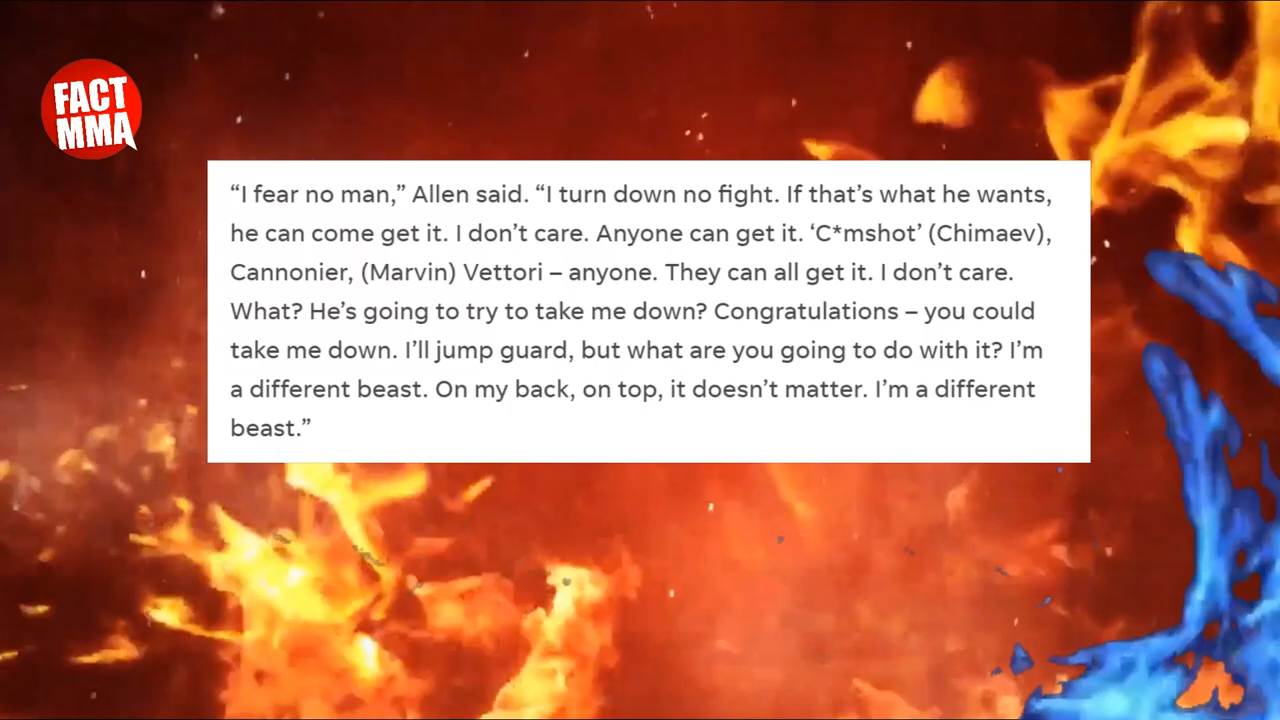 FACT
MMA
“I fear no man,” Allen said. “I turn down no fight. If that’s what he wants,
he can come get it. I don’t care. Anyone can get it. ‘C*mshot’ (Chimaev),
Cannonier, (Marvin) Vettori – anyone. They can all get it. I don’t care.
What? He’s going to try to take me down? Congratulations – you could
take me down. I’ll jump guard, but what are you going to do with it? I’m
a different beast. On my back, on top, it doesn’t matter. I’m a different
beast.”